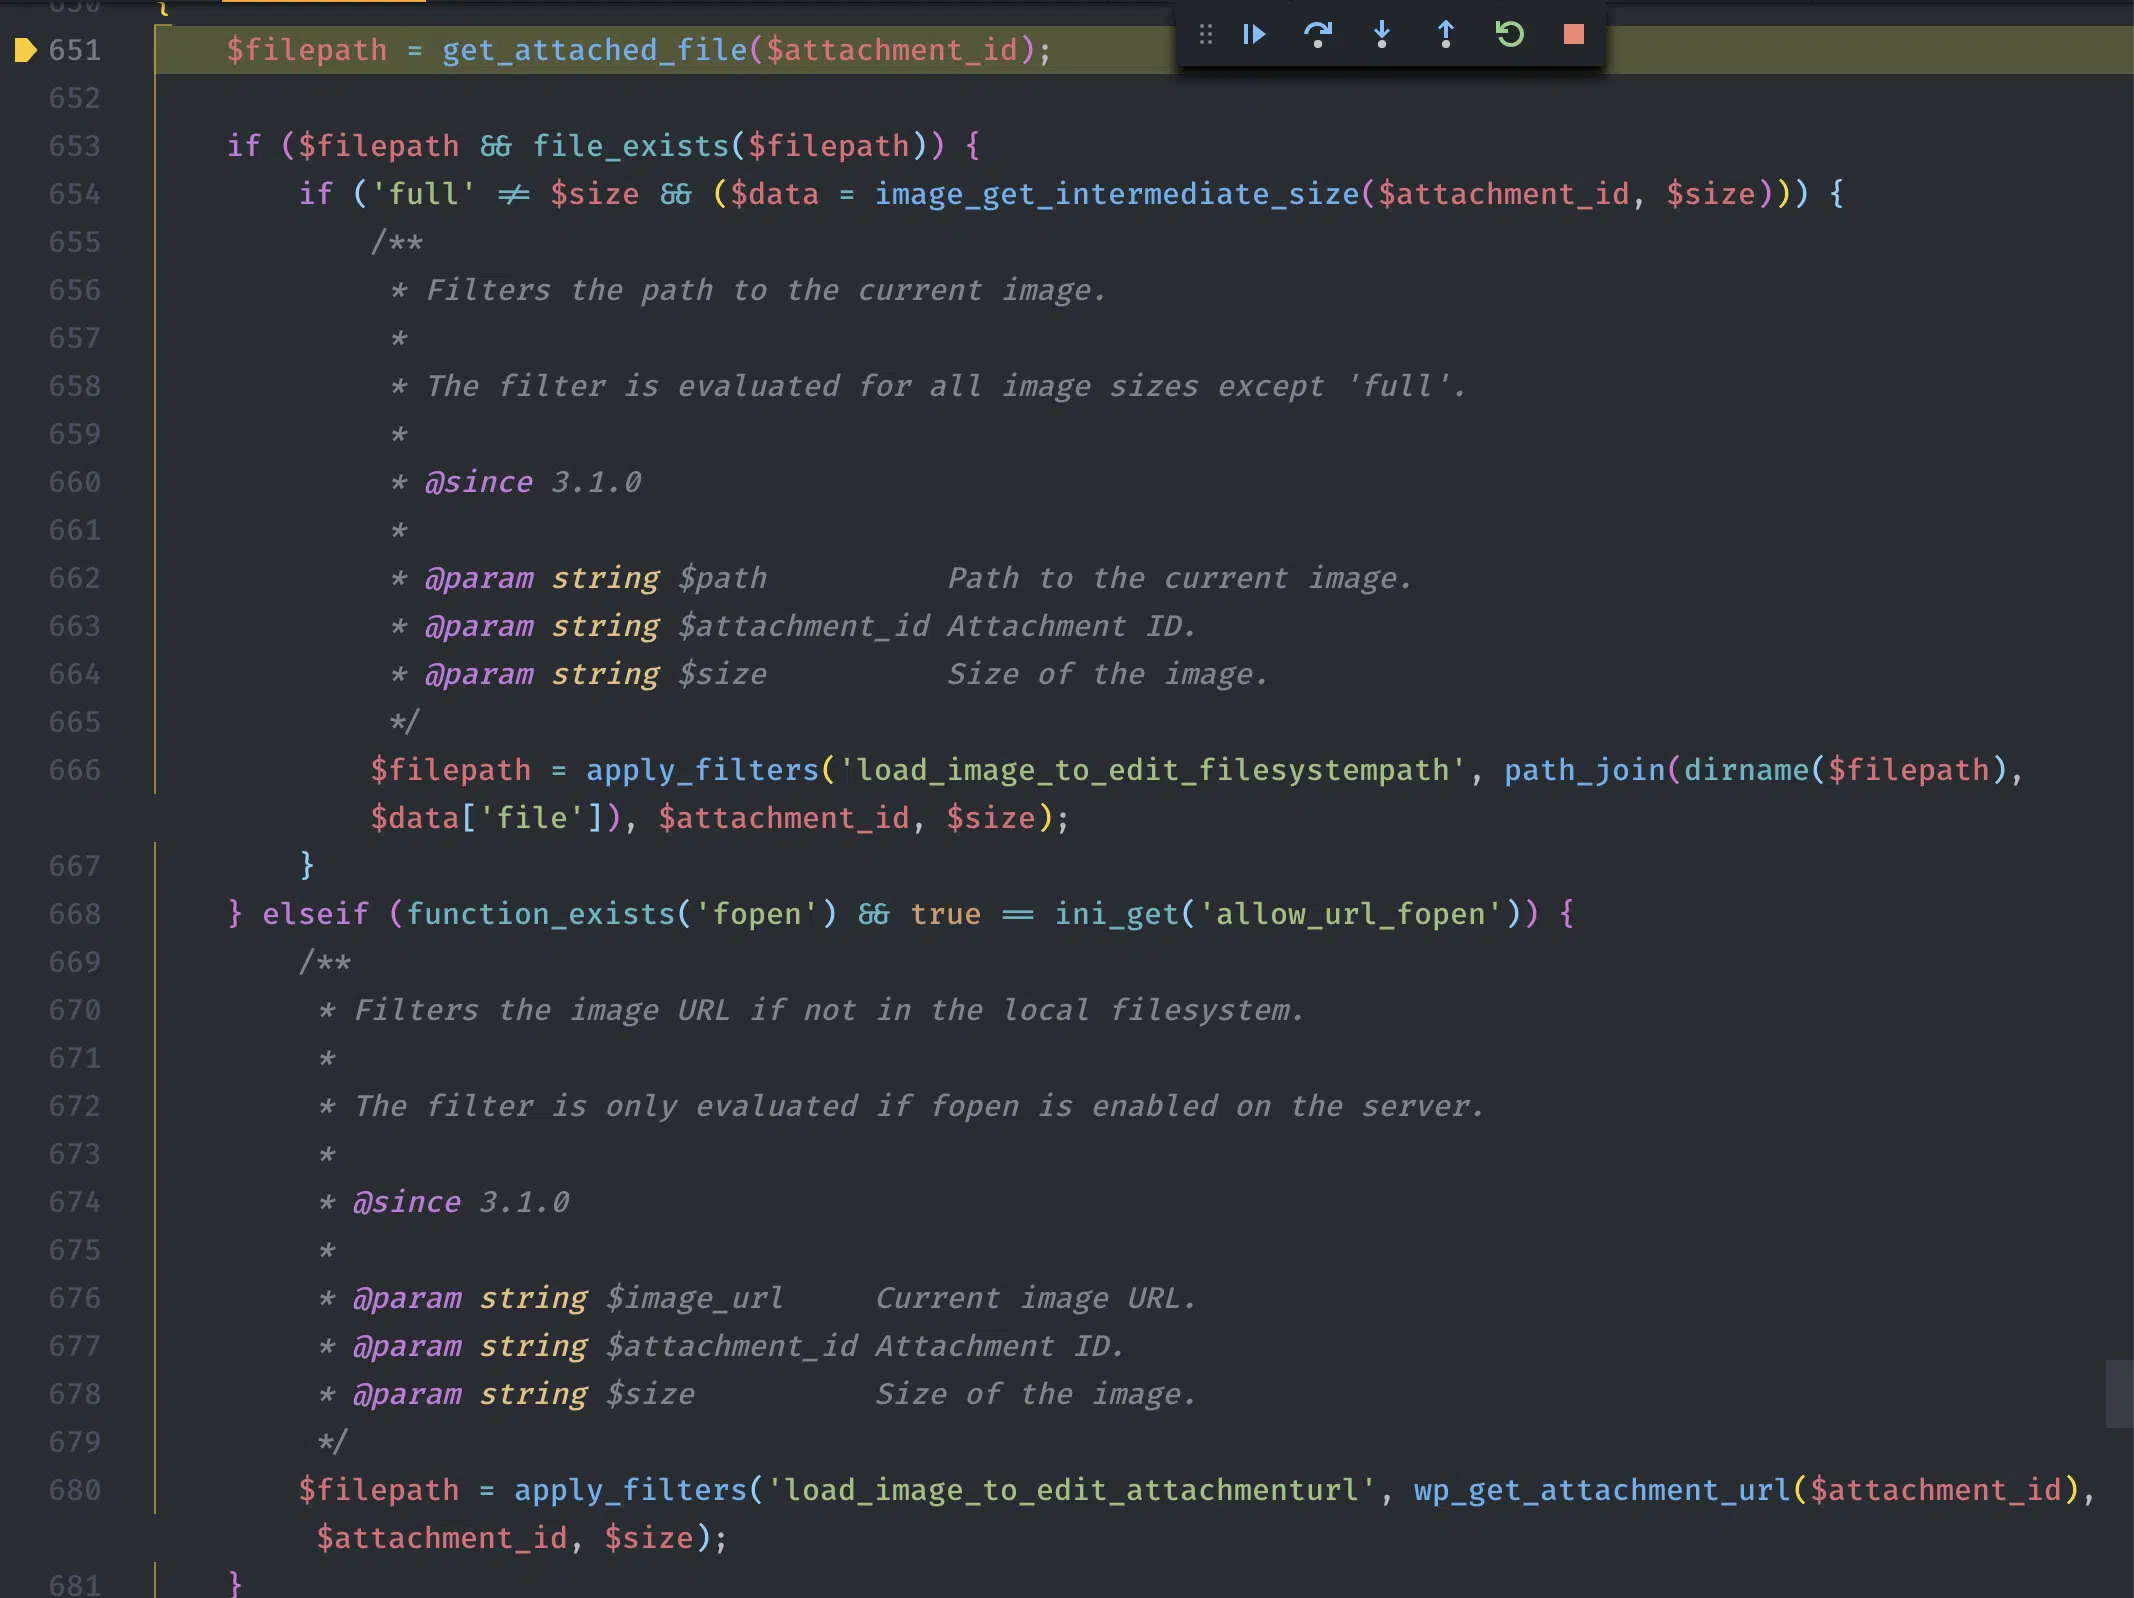 650 {
651 $filepath = get_attached_file($attachment_id);
652
653 if ($filepath && file_exists($filepath)) {
654 if ('full' != $size && ($data = image_get_intermediate_size($attachment_id, $size))) {
655 /**
656 * Filters the path to the current image.
657 *
658 * The filter is evaluated for all image sizes except 'full'.
659 *
660 * @since 3.1.0
661 *
662 * @param string $path Path to the current image.
663 * @param string $attachment_id Attachment ID.
664 * @param string $size Size of the image.
665 */
666 $filepath = apply_filters('load_image_to_edit_filesystempath', path_join(dirname($filepath),
$data['file']), $attachment_id, $size);
667 }
668 } elseif (function_exists('fopen') && true == ini_get('allow_url_fopen')) {
669 /**
670 * Filters the image URL if not in the local filesystem.
671 *
672 * The filter is only evaluated if fopen is enabled on the server.
673 *
674 * @since 3.1.0
675 *
676 * @param string $image_url Current image URL.
677 * @param string $attachment_id Attachment ID.
678 * @param string $size Size of the image.
679 */
680 $filepath = apply_filters('load_image_to_edit_attachmenturl', wp_get_attachment_url($attachment_id),
$attachment_id, $size);
681 }